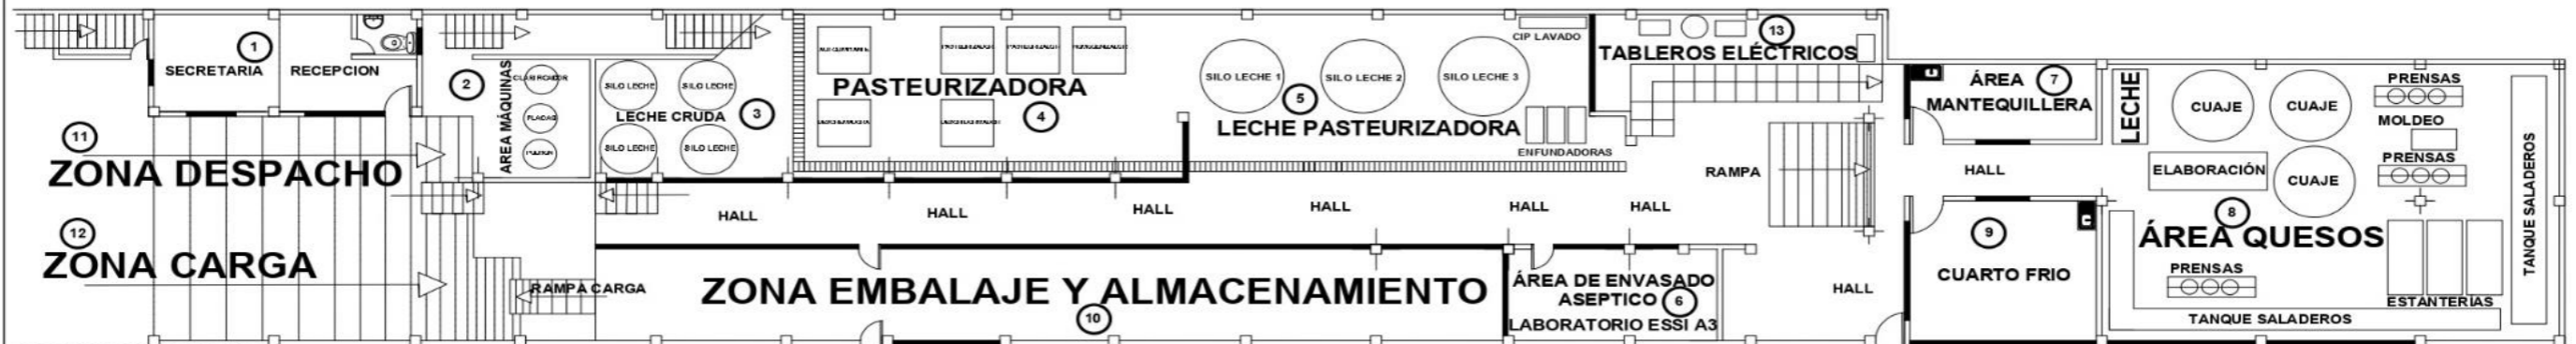 1
SECRETARIA
RECEPCION
2
AREA MÁQUINAS
CLARIFICADOR
PLACAS
SILO LECHE
SILO LECHE
LECHE CRUDA
3
SILO LECHE
SILO LECHE
PASTEURIZADORA
4
SILO LECHE 1
SILO LECHE 2
SILO LECHE 3
CIP LAVADO
5
LECHE PASTEURIZADORA
ENFUNDADORAS
13
TABLEROS ELÉCTRICOS
RAMPA
ÁREA
MANTEQUILLERA
7
LECHE
CUAJE
CUAJE
CUAJE
PRENSAS
MOLDEO
PRENSAS
ELABORACIÓN
TANQUE SALADEROS
8
ÁREA QUESOS
PRENSAS
ESTANTERÍAS
TANQUE SALADEROS
HALL
9
CUARTO FRIO
11
ZONA DESPACHO
12
ZONA CARGA
HALL
HALL
HALL
HALL
HALL
HALL
HALL
RAMPA CARGA
ZONA EMBALAJE Y ALMACENAMIENTO
10
ÁREA DE ENVASADO
ASEPTICO
6
LABORATORIO ESSI A3